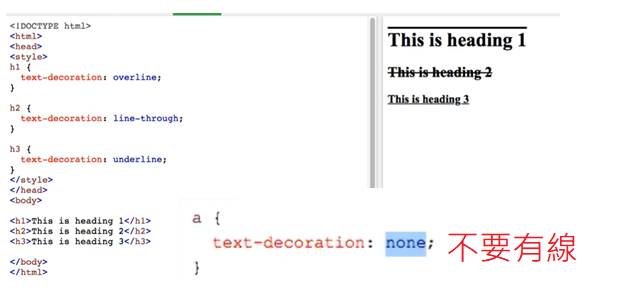 <!DOCTYPE html>
<html>
<head>
<style>
h1 {
  text-decoration: overline;
}
h2 {
  text-decoration: line-through;
}
h3 {
  text-decoration: underline;
}
</style>
</head>
<body>
<h1>This is heading 1</h1>
<h2>This is heading 2</h2>
<h3>This is heading 3</h3>
</body>
</html>
This is heading 1
This is heading 2
This is heading 3
a {
  text-decoration: none;
}
不要有線